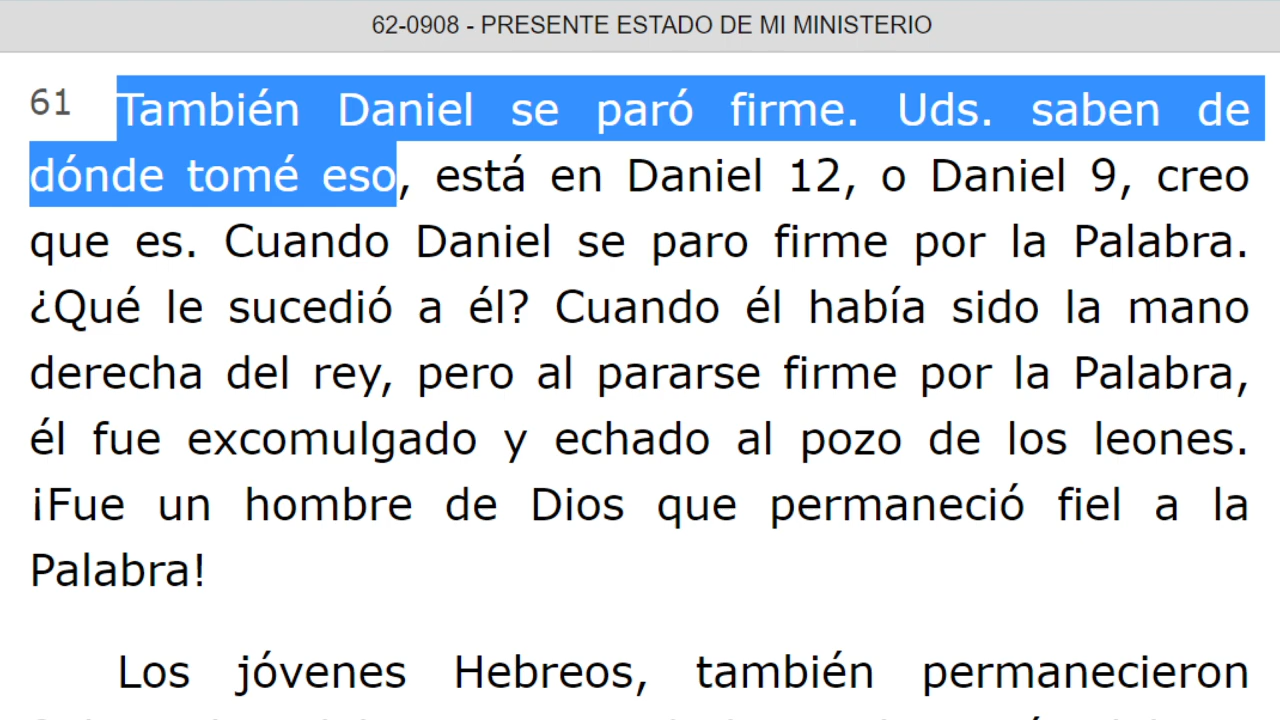 62-0908 - PRESENTE ESTADO DE MI MINISTERIO
61 También Daniel se paró firme. Uds. saben de
dónde tomé eso, está en Daniel 12, o Daniel 9, creo
que es. Cuando Daniel se paro firme por la Palabra.
¿Qué le sucedió a él? Cuando él había sido la mano
derecha del rey, pero al pararse firme por la Palabra,
él fue excomulgado y echado al pozo de los leones.
¡Fue un hombre de Dios que permaneció fiel a la
Palabra!
Los jóvenes Hebreos, también permanecieron